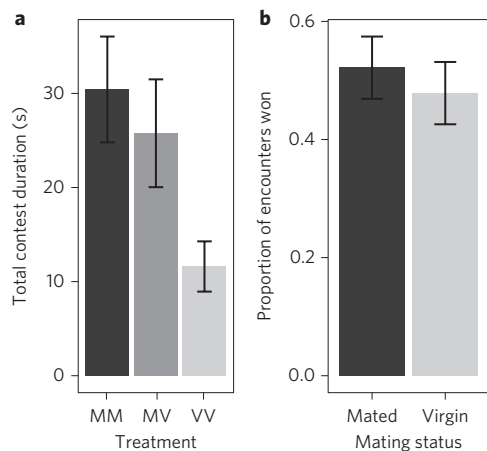 a
b
Total contest duration (s)
30
20
10
0
MM MV VV
Treatment
Proportion of encounters won
0.6
0.4
0.2
0.0
Mated Virgin
Mating status